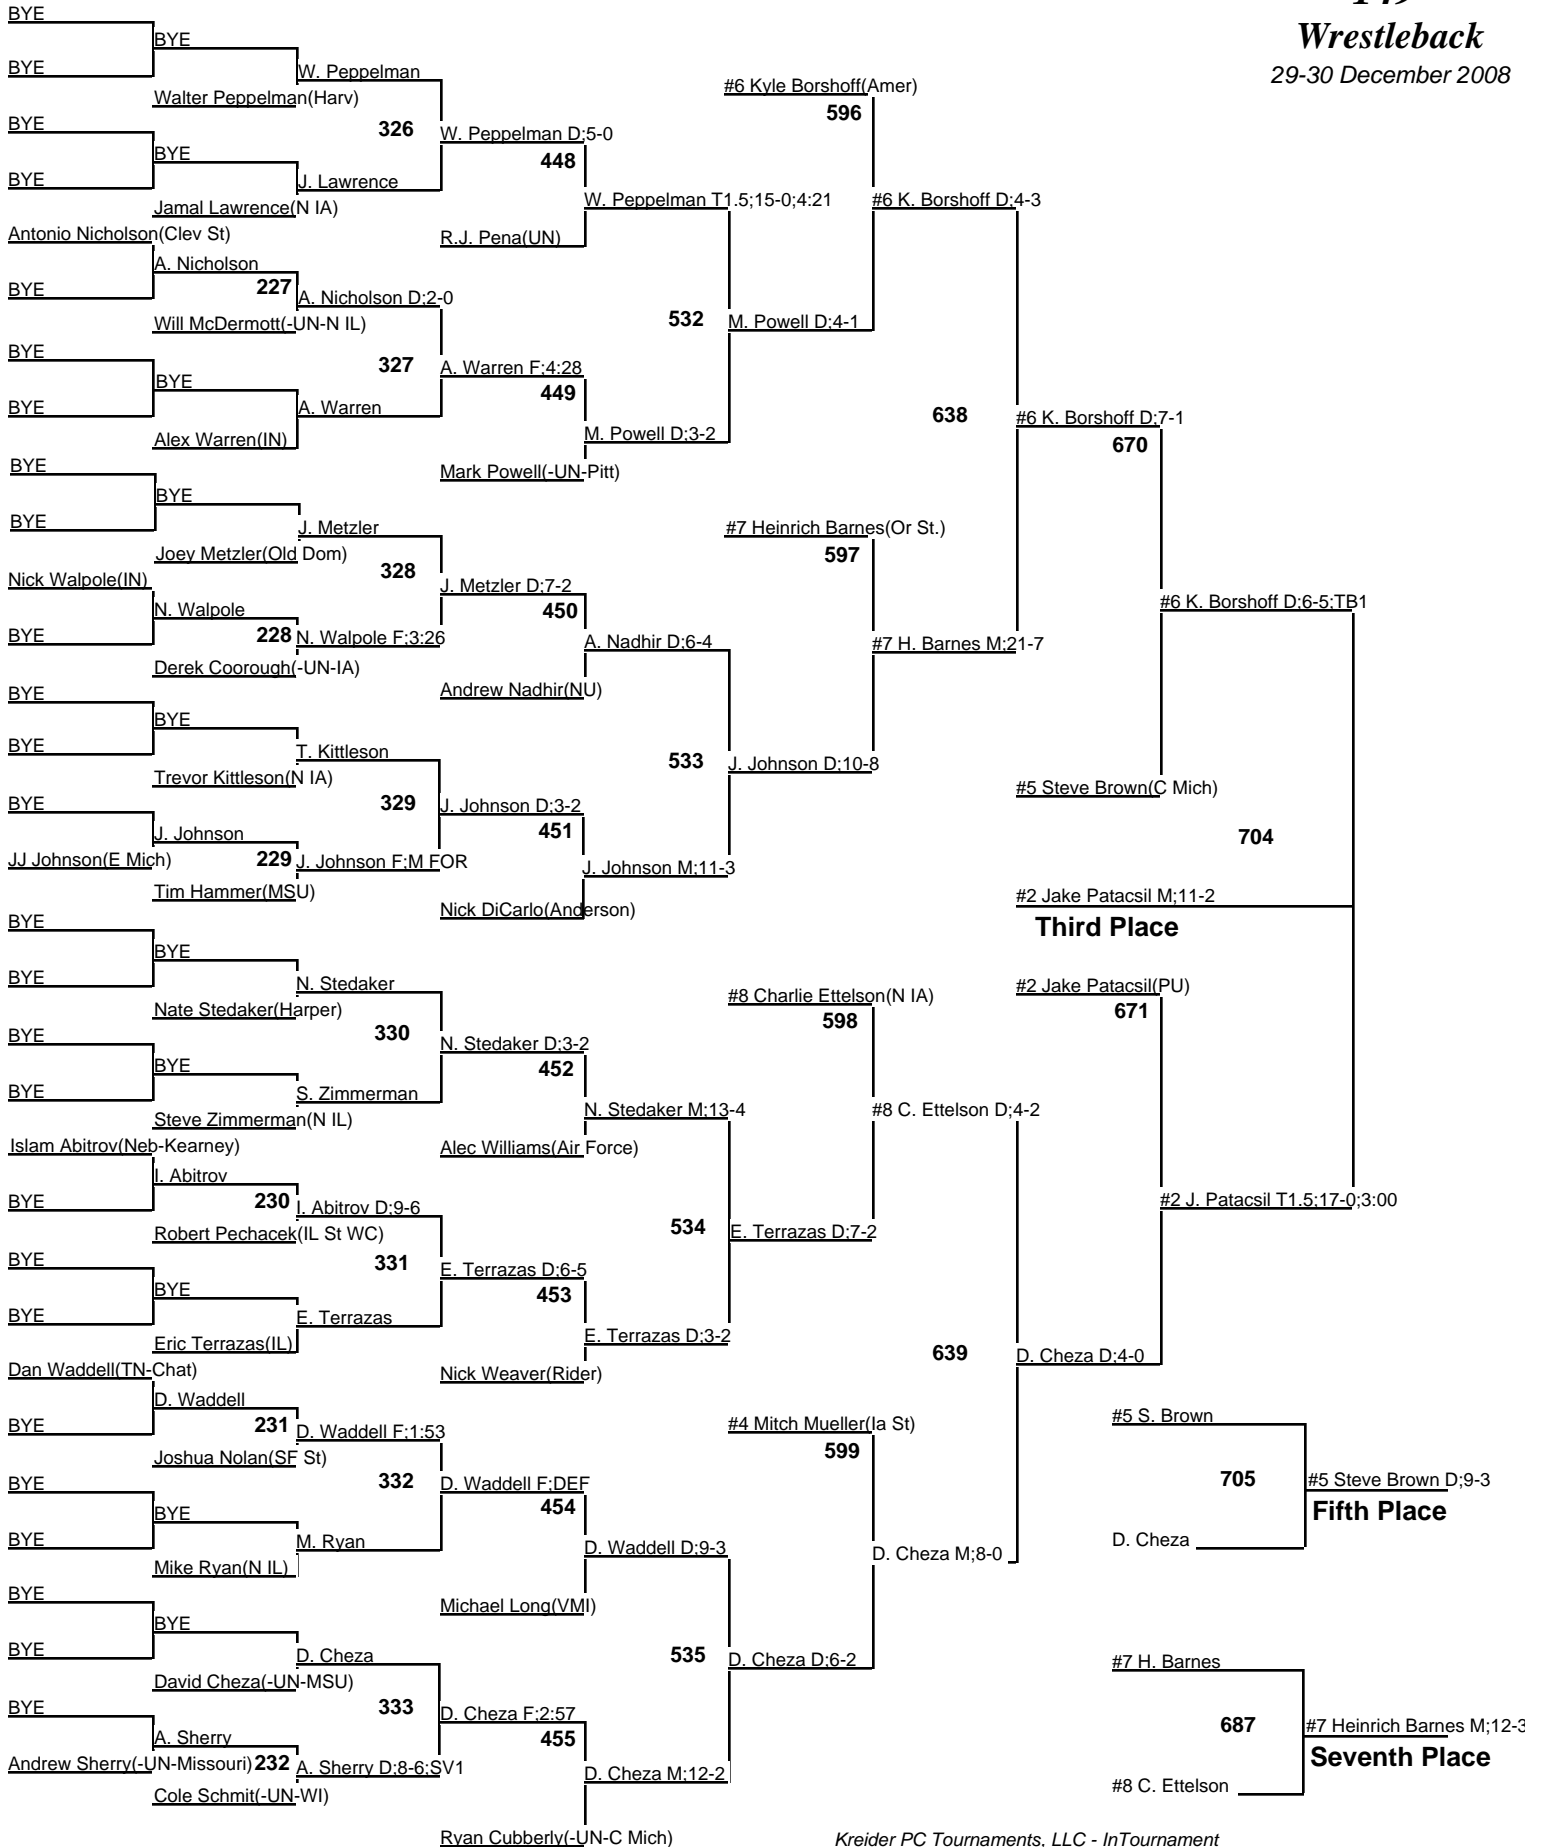 BYE
Wrestleback
BYE
BYE
W. Peppelman
29-30 December 2008
#6 Kyle Borshoff(Amer)
Walter Peppelman(Harv)
596
BYE
326
W. Peppelman D;5-0
BYE
448
BYE
J. Lawrence
W. Peppelman T1.5;15-0;4:21
#6 K. Borshoff D;4-3
Jamal Lawrence(N IA)
Antonio Nicholson(Clev St)
R.J. Pena(UN)
A. Nicholson
BYE
227
A. Nicholson D;2-0
Will McDermott(-UN-N IL)
532
M. Powell D;4-1
BYE
327
A. Warren F;4:28
BYE
449
BYE
A. Warren
638
#6 K. Borshoff D;7-1
Alex Warren(IN)
M. Powell D;3-2
670
BYE
Mark Powell(-UN-Pitt)
BYE
BYE
J. Metzler
#7 Heinrich Barnes(Or St.)
Joey Metzler(Old Dom)
597
328
Nick Walpole(IN)
J. Metzler D;7-2
#6 K. Borshoff D;6-5;TB1
N. Walpole
450
BYE
228
N. Walpole F;3:26
A. Nadhir D;6-4
#7 H. Barnes M;21-7
Derek Coorough(-UN-IA)
Andrew Nadhir(NU)
BYE
BYE
BYE
T. Kittleson
533
J. Johnson D;10-8
Trevor Kittleson(N IA)
#5 Steve Brown(C Mich)
BYE
329
J. Johnson D;3-2
J. Johnson
451
704
JJ Johnson(E Mich)
229
J. Johnson F;M FOR
J. Johnson M;11-3
Tim Hammer(MSU)
#2 Jake Patacsil M;11-2
Nick DiCarlo(Anderson)
BYE
Third Place
BYE
BYE
N. Stedaker
#8 Charlie Ettelson(N IA)
#2 Jake Patacsil(PU)
Nate Stedaker(Harper)
598
671
BYE
330
N. Stedaker D;3-2
BYE
452
BYE
S. Zimmerman
Steve Zimmerman(N IL)
N. Stedaker M;13-4
#8 C. Ettelson D;4-2
Islam Abitrov(Neb-Kearney)
Alec Williams(Air Force)
I. Abitrov
BYE
230
I. Abitrov D;9-6
#2 J. Patacsil T1.5;17-0;3:00
Robert Pechacek(IL St WC)
534
E. Terrazas D;7-2
BYE
331
E. Terrazas D;6-5
BYE
453
BYE
E. Terrazas
Eric Terrazas(IL)
E. Terrazas D;3-2
639
D. Cheza D;4-0
Dan Waddell(TN-Chat)
Nick Weaver(Rider)
D. Waddell
#4 Mitch Mueller(Ia St)
#5 S. Brown
BYE
231
D. Waddell F;1:53
599
Joshua Nolan(SF St)
705
#5 Steve Brown D;9-3
BYE
332
D. Waddell F;DEF
454
Fifth Place
BYE
BYE
M. Ryan
D. Waddell D;9-3
D. Cheza M;8-0
D. Cheza
Mike Ryan(N IL)
BYE
Michael Long(VMI)
BYE
BYE
D. Cheza
535
D. Cheza D;6-2
#7 H. Barnes
David Cheza(-UN-MSU)
BYE
333
D. Cheza F;2:57
687
#7 Heinrich Barnes M;12-3
A. Sherry
455
Seventh Place
Andrew Sherry(-UN-Missouri)
232
A. Sherry D;8-6;SV1
D. Cheza M;12-2
Cole Schmit(-UN-WI)
#8 C. Ettelson
Ryan Cubberly(-UN-C Mich)
Kreider PC Tournaments, LLC - InTournament